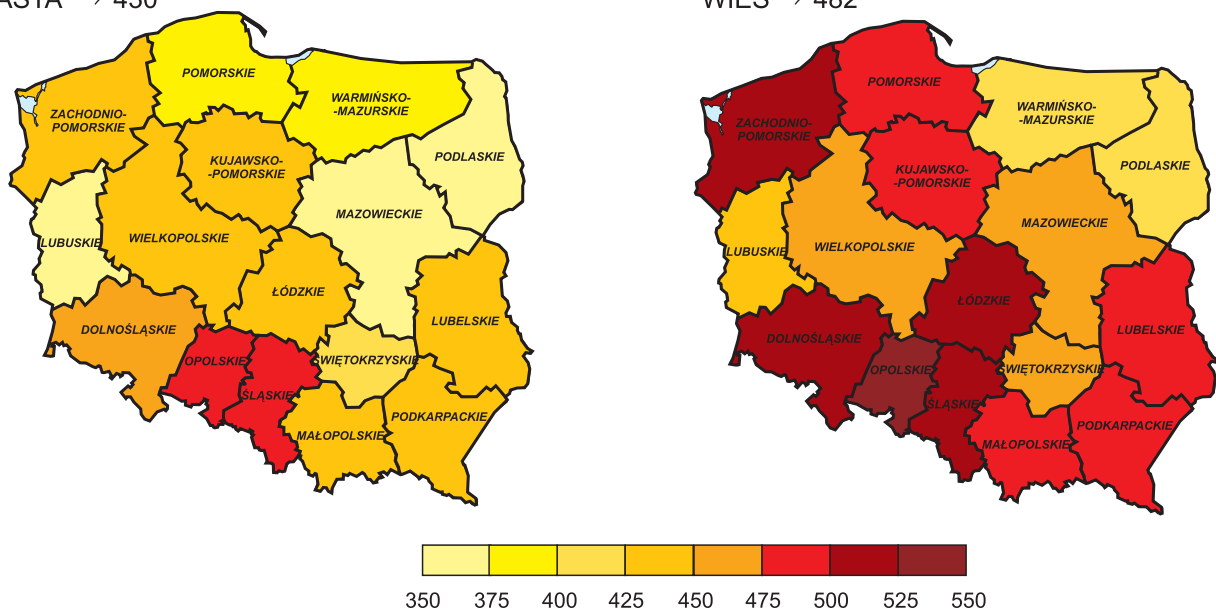 WIEŚ → 482
POMORSKIE
WARMIŃSKO-
-MAZURSKIE
ZACHODNIO-
POMORSKIE
KUJAWSKO-
-POMORSKIE
PODLASKIE
MAZOWIECKIE
LUBUSKIE
WIELKOPOLSKIE
ŁÓDZKIE
LUBELSKIE
DOLNOŚLĄSKIE
OPOLSKIE
ŚLĄSKIE
ŚWIĘTOKRZYSKIE
MAŁOPOLSKIE
PODKARPACKIE
POMORSKIE
WARMIŃSKO-
-MAZURSKIE
ZACHODNIO-
POMORSKIE
KUJAWSKO-
-POMORSKIE
PODLASKIE
MAZOWIECKIE
LUBUSKIE
WIELKOPOLSKIE
ŁÓDZKIE
LUBELSKIE
DOLNOŚLĄSKIE
OPOLSKIE
ŚLĄSKIE
ŚWIĘTOKRZYSKIE
MAŁOPOLSKIE
PODKARPACKIE
350 375 400 425 450 475 500 525 550